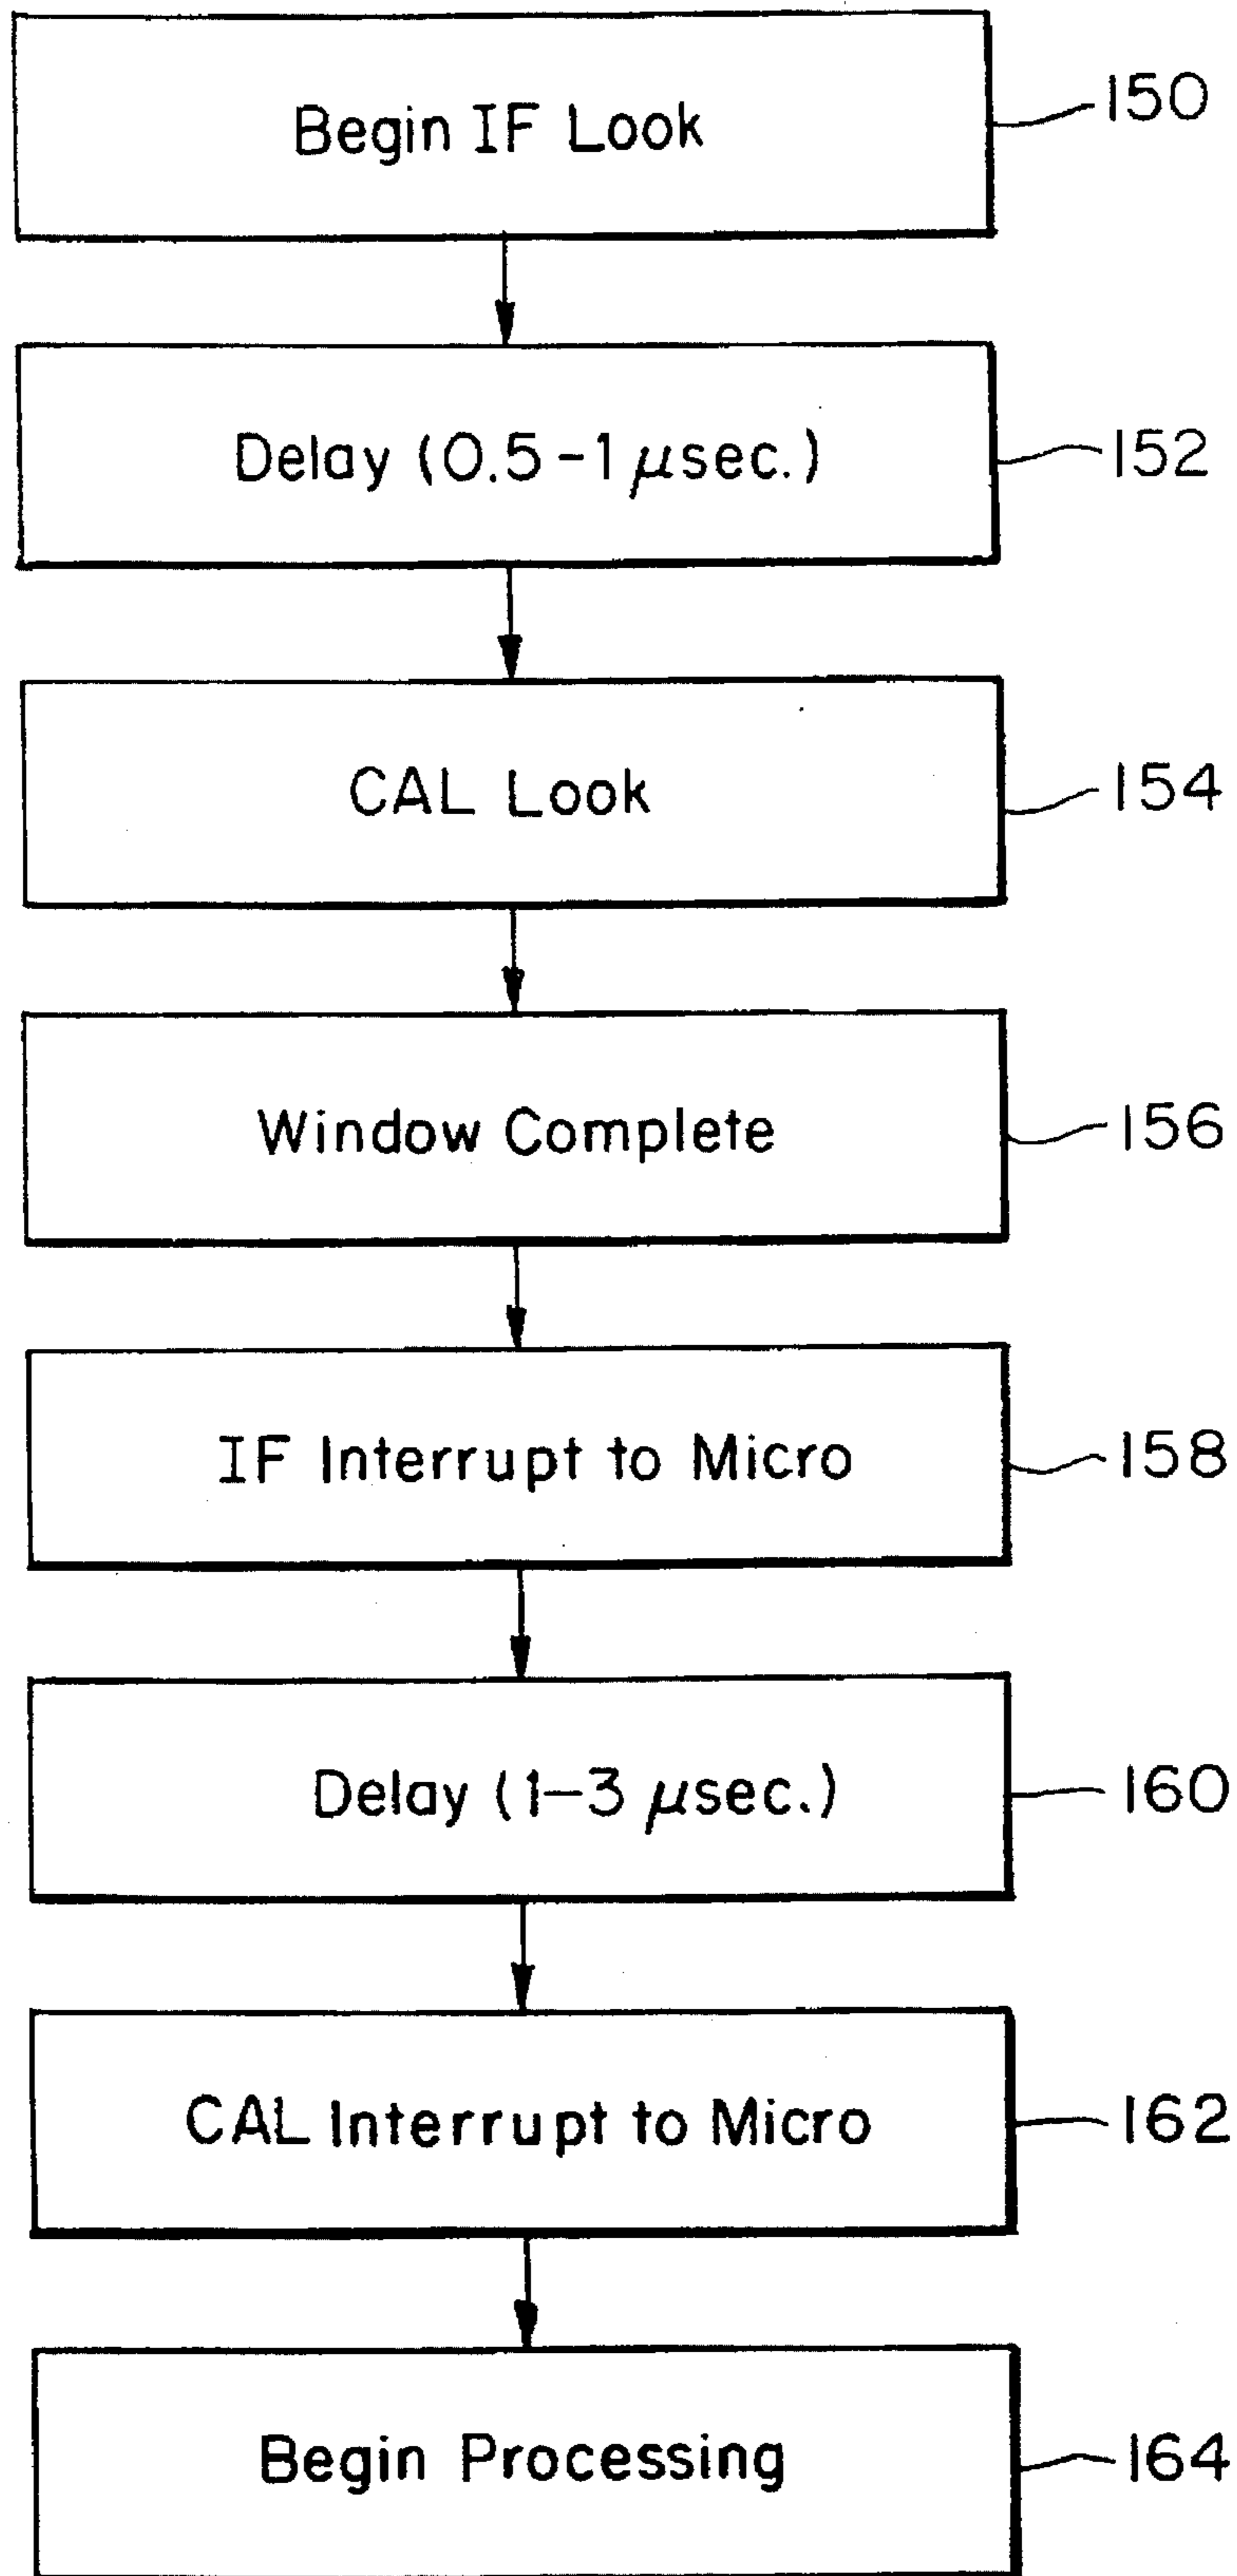 Begin IF Look
150
Delay (0.5-1 μsec.)
152
CAL Look
154
Window Complete
156
IF Interrupt to Micro
158
Delay (1-3 μsec.)
160
CAL Interrupt to Micro
162
Begin Processing
164